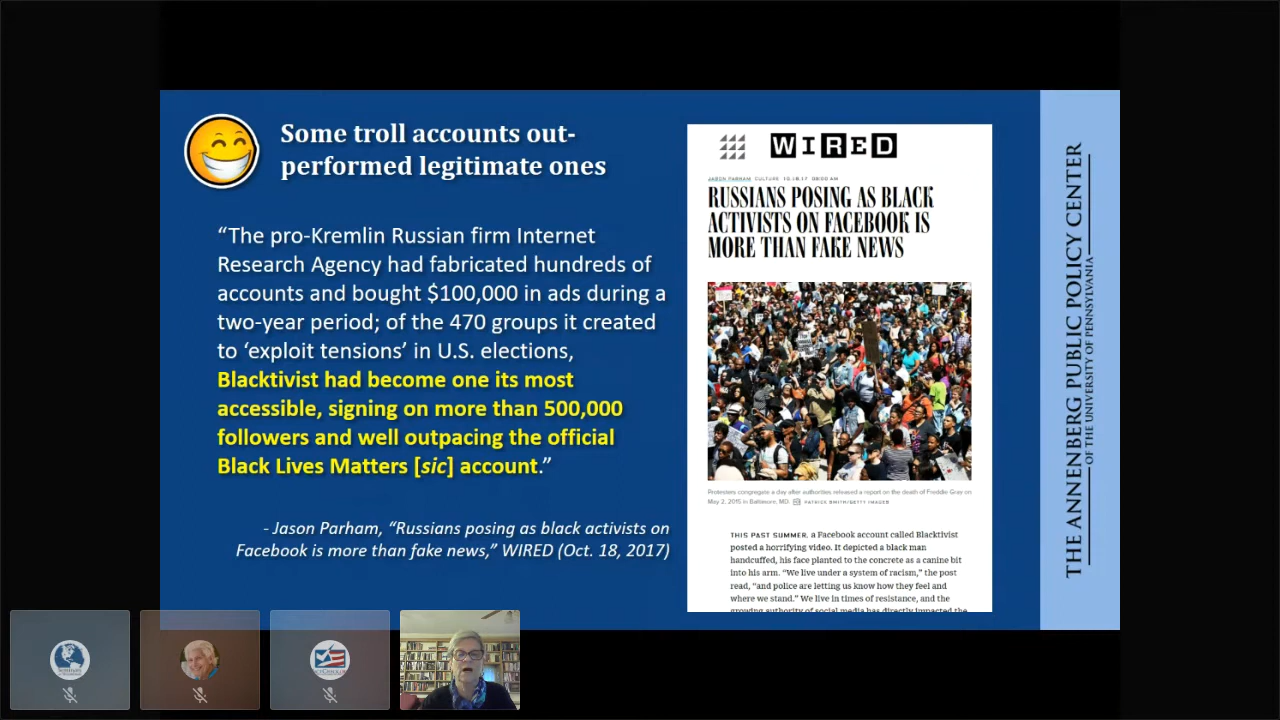 Some troll accounts out-
performed legitimate ones
“The pro-Kremlin Russian firm Internet
Research Agency had fabricated hundreds of
accounts and bought $100,000 in ads during a
two-year period; of the 470 groups it created
to ‘exploit tensions’ in U.S. elections,
Blacktivist had become one its most
accessible, signing on more than 500,000
followers and well outpacing the official
Black Lives Matters [sic] account.”
- Jason Parham, “Russians posing as black activists on
Facebook is more than fake news,” WIRED (Oct. 18, 2017)
WIRED
JASON PARHAM CULTURE 10.18.17 09:00 AM
RUSSIANS POSING AS BLACK
ACTIVISTS ON FACEBOOK IS
MORE THAN FAKE NEWS
Protesters congregate a day after authorities released a report on the death of Freddie Gray on
May 2, 2015 in Baltimore, MD. PATRICK SMITH/GETTY IMAGES
THIS PAST SUMMER, a Facebook account called Blacktivist
posted a horrifying video. It depicted a black man
handcuffed, his face planted to the concrete as a canine bit
into his arm. “We live under a system of racism,” the post
read, “and police are letting us know how they feel and
where we stand.” We live in times of resistance, and the
growing authority of social media has directly impacted the
THE ANNENBERG PUBLIC POLICY CENTER
OF THE UNIVERSITY OF PENNSYLVANIA